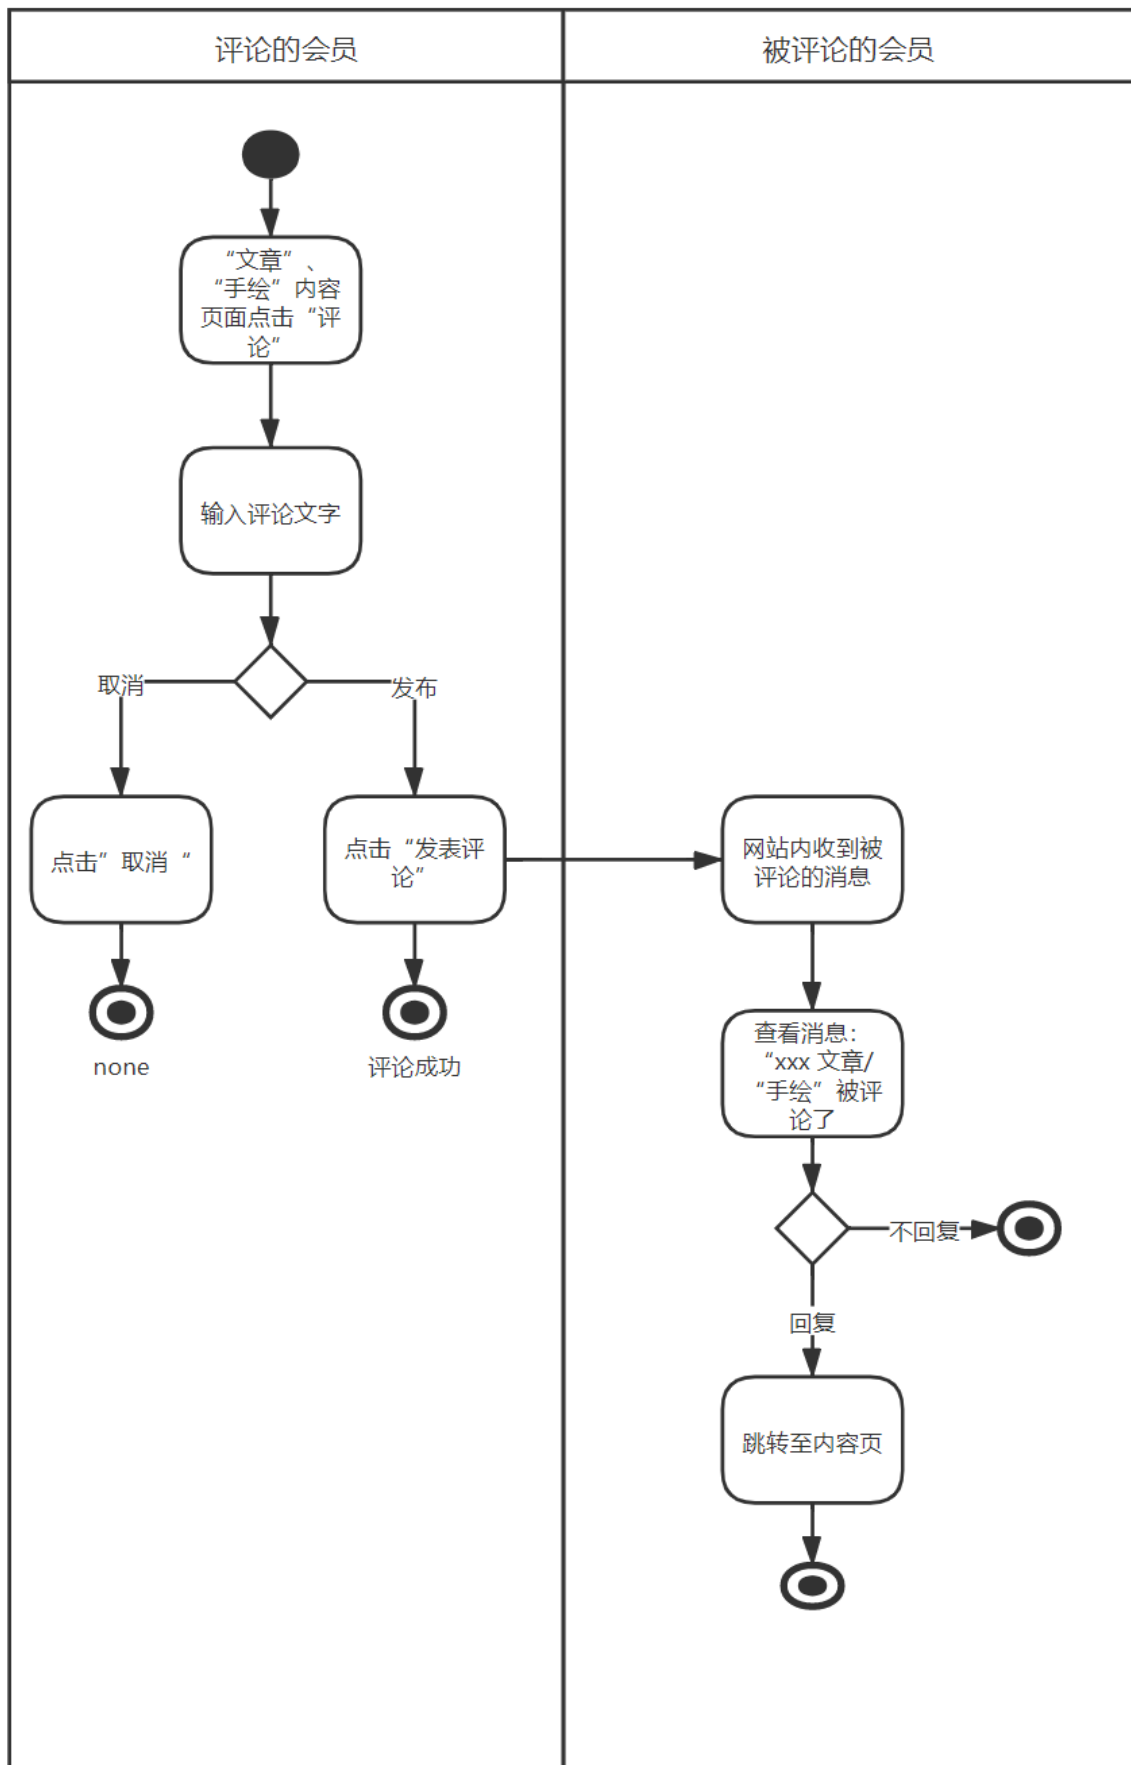 评论的会员
被评论的会员
“文章”、
“手绘”内容
页面点击“评
论”
输入评论文字
取消
发布
点击”取消“
点击“发表评
论”
网站内收到被
评论的消息
none
评论成功
查看消息：
“xxx 文章/
“手绘”被评
论了
不回复
回复
跳转至内容页